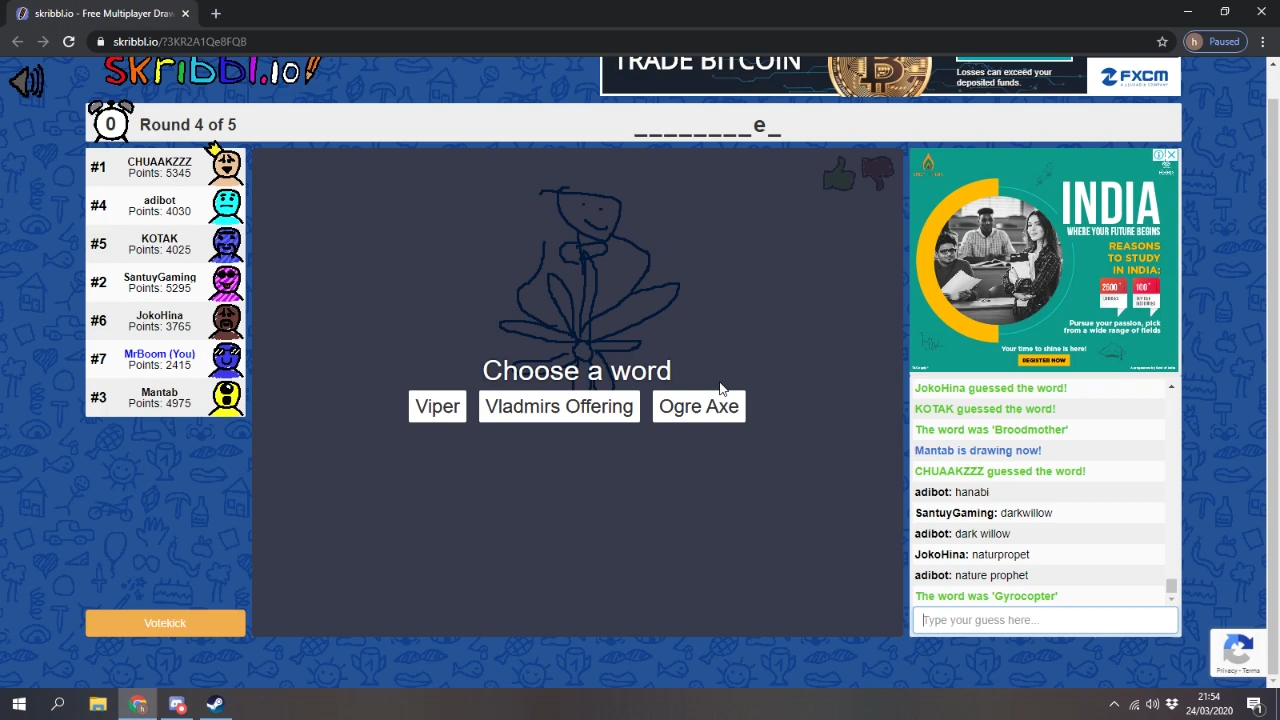 skribbl.io - Free Multiplayer Draw
skribbl.io/?3KR2A1Qe8FQB
h Paused
skribbl.io
TRADE BITCOIN
Losses can exceed your
deposited funds.
FXCM
0
Round 4 of 5
________e_
#1 CHUAKZZZ
Points: 5345
#4 adibot
Points: 4030
#5 KOTAK
Points: 4025
#2 SantuyGaming
Points: 5295
#6 JokoHina
Points: 3765
#7 MrBoom (You)
Points: 2415
#3 Mantab
Points: 4975
Votekick
Choose a word
Viper
Vladmirs Offering
Ogre Axe
INDIA
WHERE YOUR FUTURE BEGINS
REASONS
TO STUDY
IN INDIA:
Pursue your passion, pick
from a wide range of fields
Your time to shine is here!
REGISTER NOW
JokoHina guessed the word!
KOTAK guessed the word!
The word was 'Broodmother'
Mantab is drawing now!
CHUAAKZZZ guessed the word!
adibot: hanabi
SantuyGaming: darkwillow
adibot: dark willow
JokoHina: naturpropet
adibot: nature prophet
The word was 'Gyrocopter'
Type your guess here...
Privacy - Terms
21:54
24/03/2020